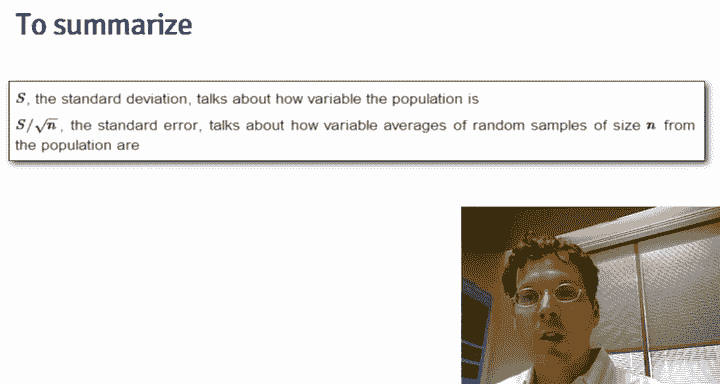 To summarize
S, the standard deviation, talks about how variable the population is
S/√n, the standard error, talks about how variable averages of random samples of size n from
the population are